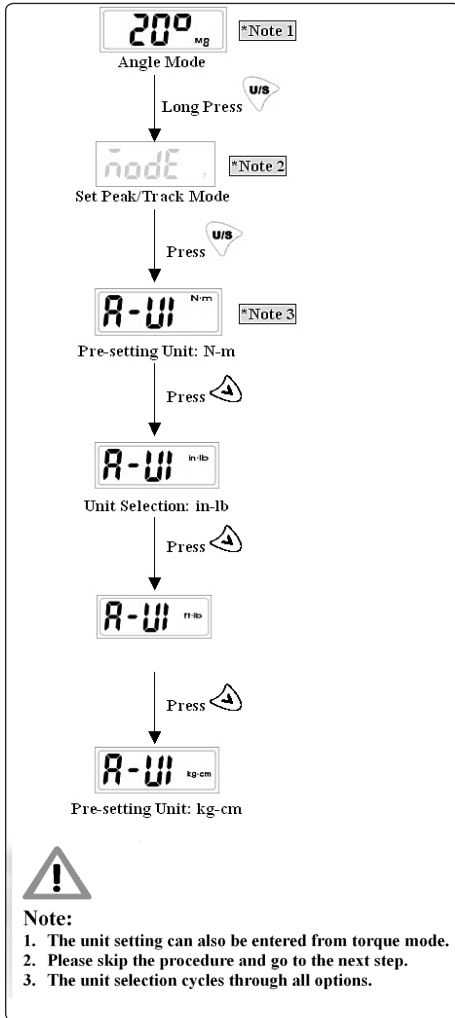 20° Mg
*Note 1
Angle Mode
U/S
Long Press
modE
*Note 2
Set Peak/Track Mode
U/S
Press
A-UI N·m
*Note 3
Pre-setting Unit: N-m
Press
A-UI in·lb
Unit Selection: in-lb
Press
A-UI ft·lb
Press
A-UI kg-cm
Pre-setting Unit: kg-cm
!
Note:
1. The unit setting can also be entered from torque mode.
2. Please skip the procedure and go to the next step.
3. The unit selection cycles through all options.